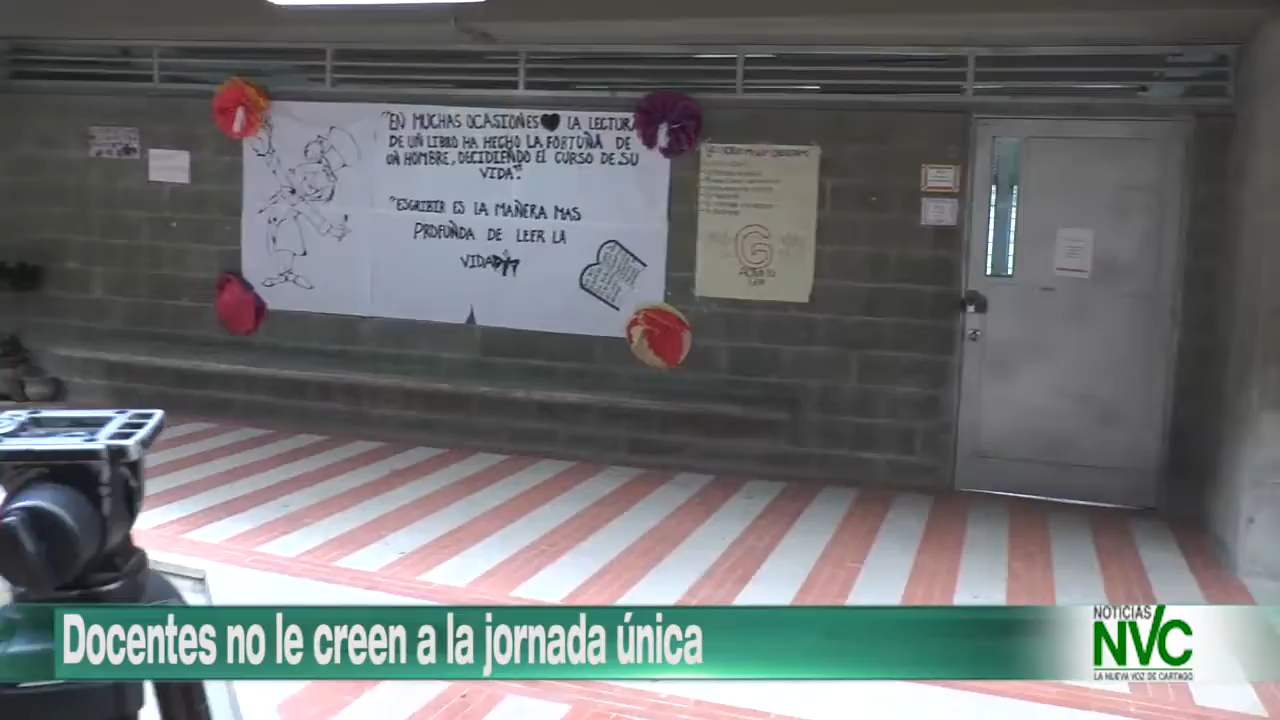 "EN MUCHAS OCASIONES LA LECTURA
DE UN LIBRO HA HECHO LA FORTUNA DE
UN HOMBRE, DECIDIENDO EL CURSO DE SU
VIDA"
"ESCRIBIR ES LA MAÑERA MAS
PROFUÑDA DE LEER LA
VIDA"
G
Docentes no le creen a la jornada única
NOTICIAS
NVC
LA NUEVA VOZ DE CARTAGO